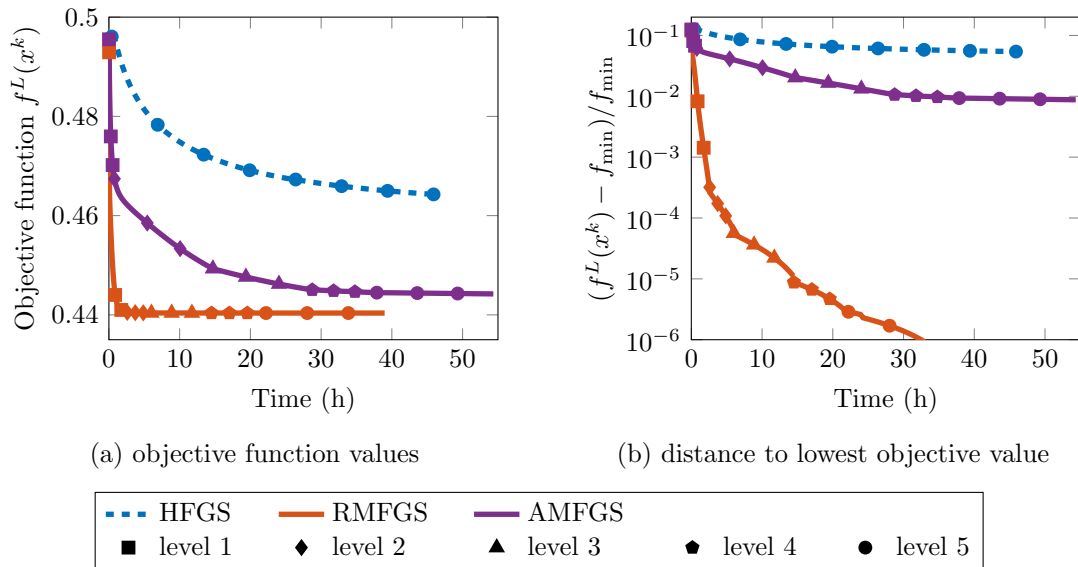 0.5
0.48
0.46
0.44
0 10 20 30 40 50
Time (h)
Objective function f^L(x^k)
(a) objective function values
10^−1
10^−2
10^−3
10^−4
10^−5
10^−6
0 10 20 30 40 50
Time (h)
(f^L(x^k) − f_min)/f_min
(b) distance to lowest objective value
HFGS RMFGS AMFGS
level 1 level 2 level 3 level 4 level 5